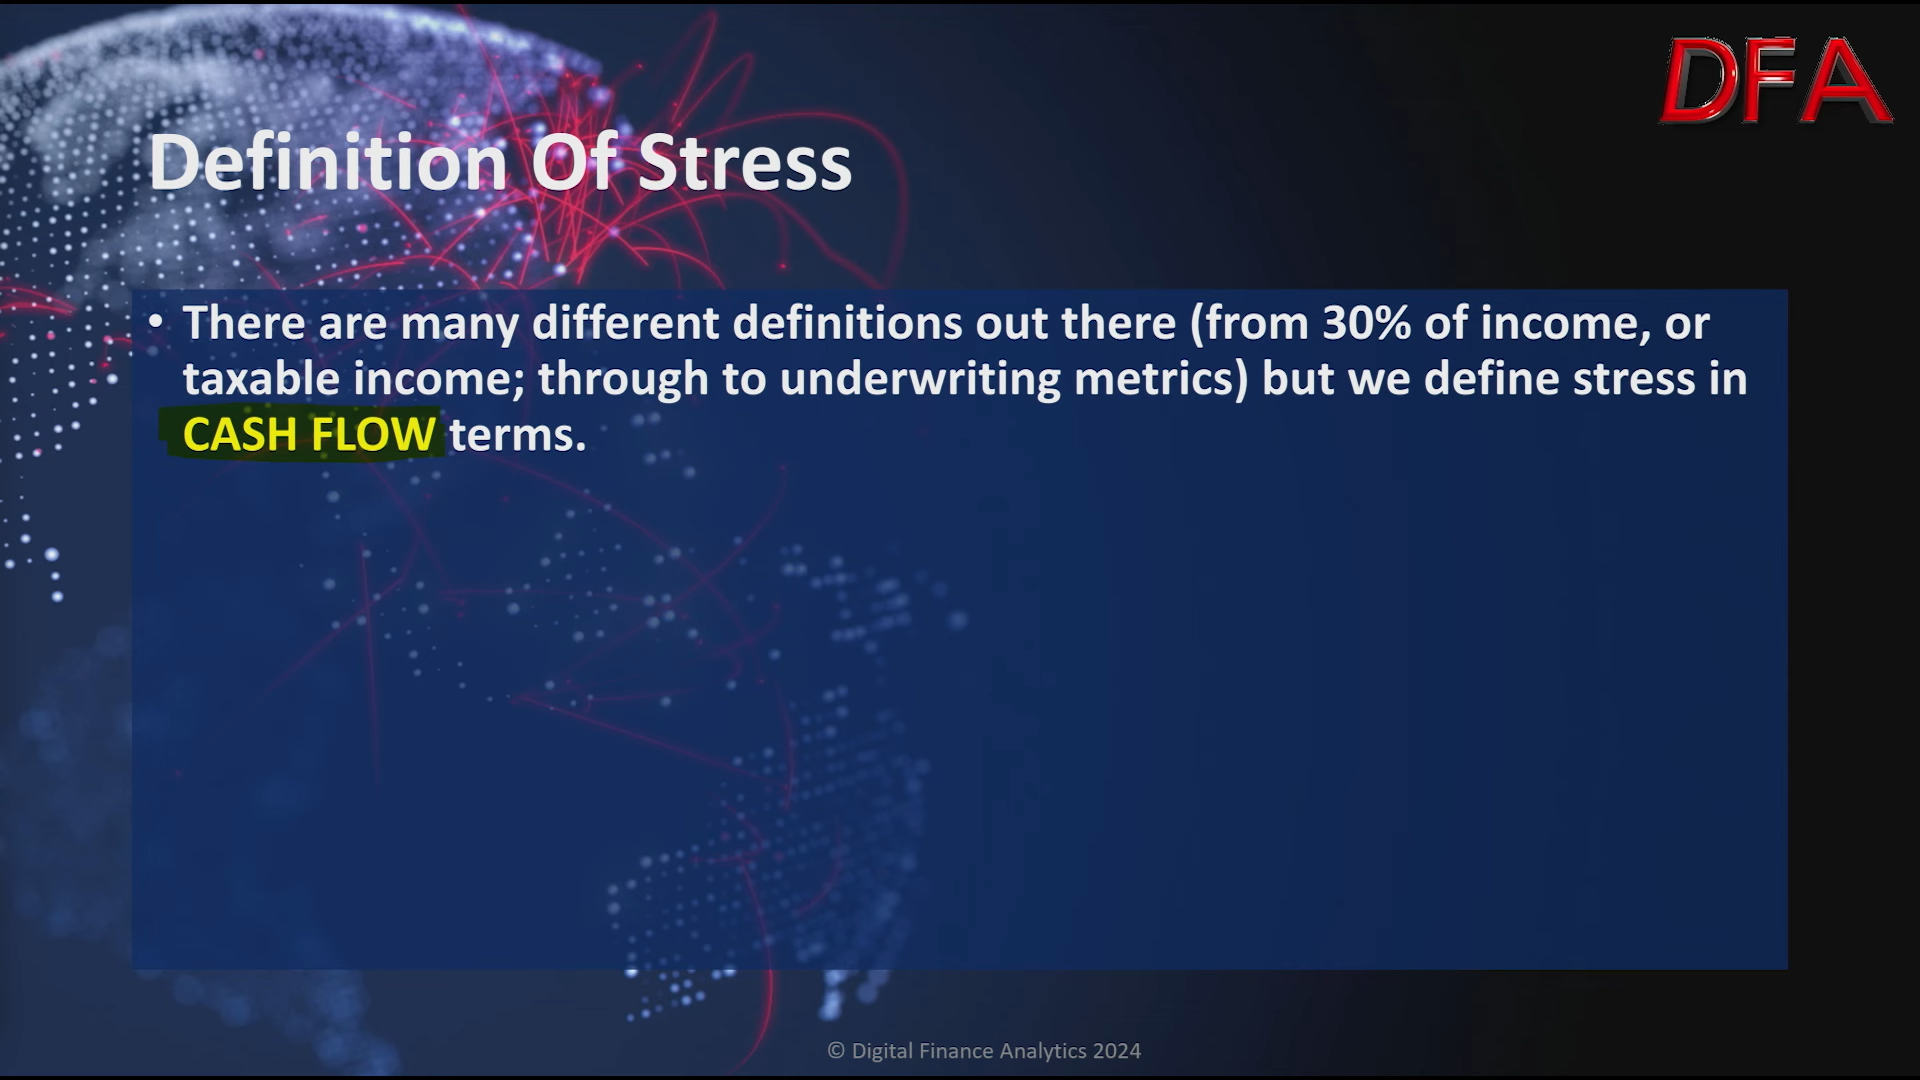 DFA
Definition Of Stress
• There are many different definitions out there (from 30% of income, or
taxable income; through to underwriting metrics) but we define stress in
CASH FLOW terms.
© Digital Finance Analytics 2024